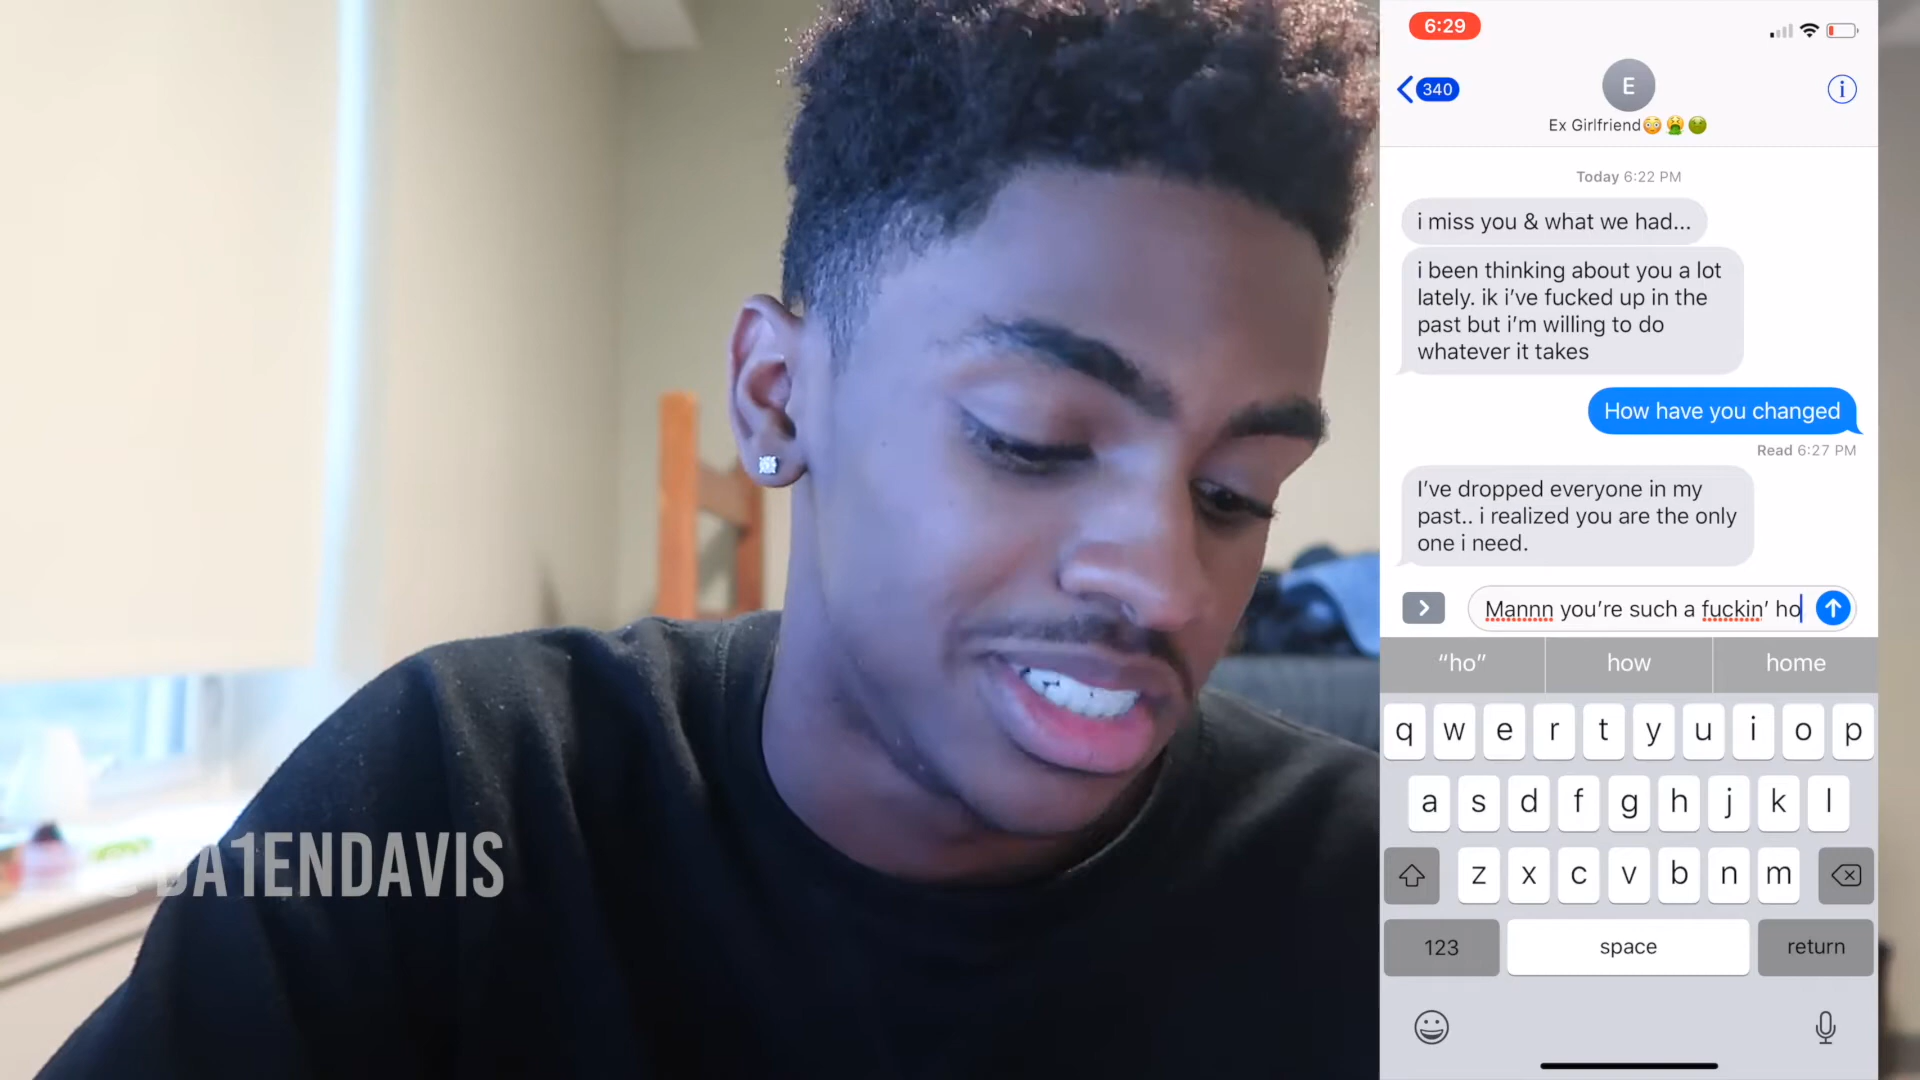 6:29
340
E
Ex Girlfriend😳🤮🤢
Today 6:22 PM
i miss you & what we had...
i been thinking about you a lot
lately. ik i’ve fucked up in the
past but i’m willing to do
whatever it takes
How have you changed
Read 6:27 PM
I’ve dropped everyone in my
past.. i realized you are the only
one i need.
Mannn you’re such a fuckin’ ho
“ho” how home
q w e r t y u i o p
a s d f g h j k l
z x c v b n m
123 space return
@DA1ENDAVIS